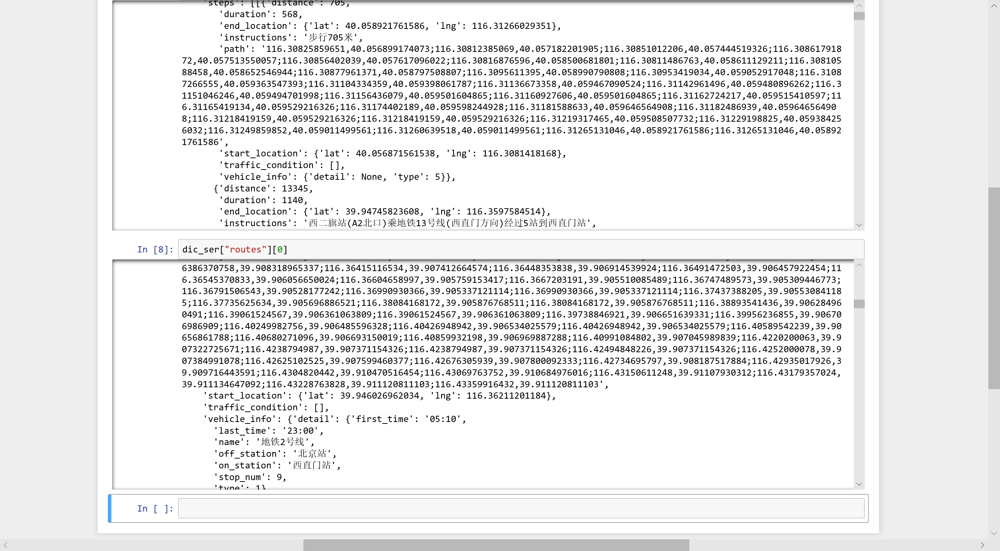 'steps': [[{'distance': 705,
'duration': 568,
'end_location': {'lat': 40.058921761586, 'lng': 116.31266029351},
'instructions': '步行705米',
'path': '116.30825859651,40.056899174073;116.30812385069,40.057182201905;116.30851012206,40.057444519326;116.308617918
72,40.057513550057;116.30856402039,40.057617096022;116.30816876596,40.058500681801;116.30811486763,40.058611129211;116.308105
88458,40.058652546944;116.30877961371,40.058797508807;116.3095611395,40.058990790808;116.30953419034,40.059052917048;116.3108
7266555,40.059363547393;116.31104334359,40.059398061787;116.31136673358,40.059467090524;116.31142961496,40.059480896262;116.3
1151046246,40.059494701998;116.31156436079,40.059501604865;116.31160927606,40.059501604865;116.31162724217,40.059515410597;11
6.31165419134,40.059529216326;116.31174402189,40.059598244928;116.31181588633,40.059646564908;116.31182486939,40.05964656490
8;116.31218419159,40.059529216326;116.31218419159,40.059529216326;116.31219317465,40.059508507732;116.31229198825,40.05938425
6032;116.31249859852,40.059011499561;116.31260639518,40.059011499561;116.31265131046,40.058921761586;116.31265131046,40.05892
1761586',
'start_location': {'lat': 40.056871561538, 'lng': 116.3081418168},
'traffic_condition': [],
'vehicle_info': {'detail': None, 'type': 5}},
{'distance': 13345,
'duration': 1140,
'end_location': {'lat': 39.94745823608, 'lng': 116.3597584514},
'instructions': '西二旗站(A2北口)乘地铁13号线(西直门方向)经过5站到西直门站',
In [8]: dic_ser["routes"][0]
6386370758,39.908318965337;116.36415116534,39.907412664574;116.36448353838,39.906914539924;116.36491472503,39.906457922454;11
6.36545370833,39.906056650024;116.36604658997,39.905759153417;116.3667203191,39.905510085489;116.36747489573,39.905309446773;
116.36791506543,39.90528177242;116.36990930366,39.905337121114;116.36990930366,39.905337121114;116.37437388205,39.90553084118
5;116.37735625634,39.905696886521;116.38084168172,39.905876768511;116.38084168172,39.905876768511;116.38893541436,39.90628496
0491;116.39061524567,39.906361063809;116.39061524567,39.906361063809;116.39738846921,39.906651639331;116.39956236855,39.90670
6986909;116.40249982756,39.906485596328;116.40426948942,39.906534025579;116.40426948942,39.906534025579;116.40589542239,39.90
656861788;116.40680271096,39.906693150019;116.40859932198,39.906969887288;116.40991084802,39.907045989839;116.4220200063,39.9
07322725671;116.4238794987,39.907371154326;116.4238794987,39.907371154326;116.42494848226,39.907371154326;116.4252000078,39.9
07384991078;116.42625102525,39.907599460377;116.42676305939,39.907800092333;116.42734695797,39.908187517884;116.42935017926,3
9.909716443591;116.4304820442,39.910470516454;116.43069763752,39.910684976016;116.43150611248,39.91107930312;116.43179357024,
39.911134647092;116.43228763828,39.911120811103;116.43359916432,39.911120811103',
'start_location': {'lat': 39.946026962034, 'lng': 116.36211201184},
'traffic_condition': [],
'vehicle_info': {'detail': {'first_time': '05:10',
'last_time': '23:00',
'name': '地铁2号线',
'off_station': '北京站',
'on_station': '西直门站',
'stop_num': 9,
'type': 1}
In [ ]: